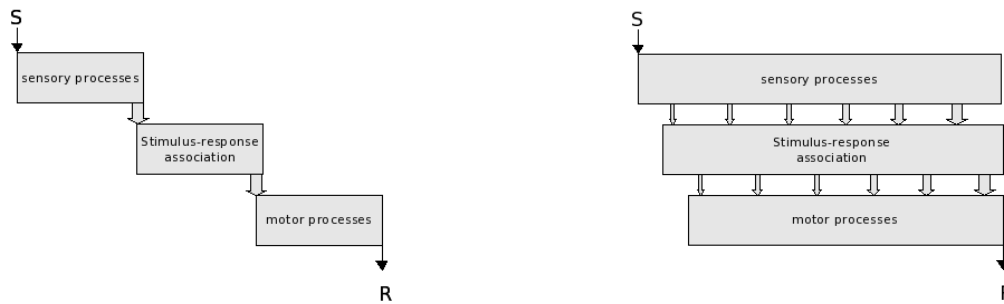 S
sensory processes
Stimulus-response
association
motor processes
R
S
sensory processes
Stimulus-response
association
motor processes